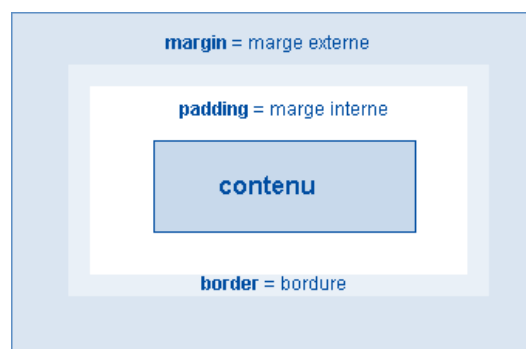 margin = marge externe
padding = marge interne
contenu
border = bordure